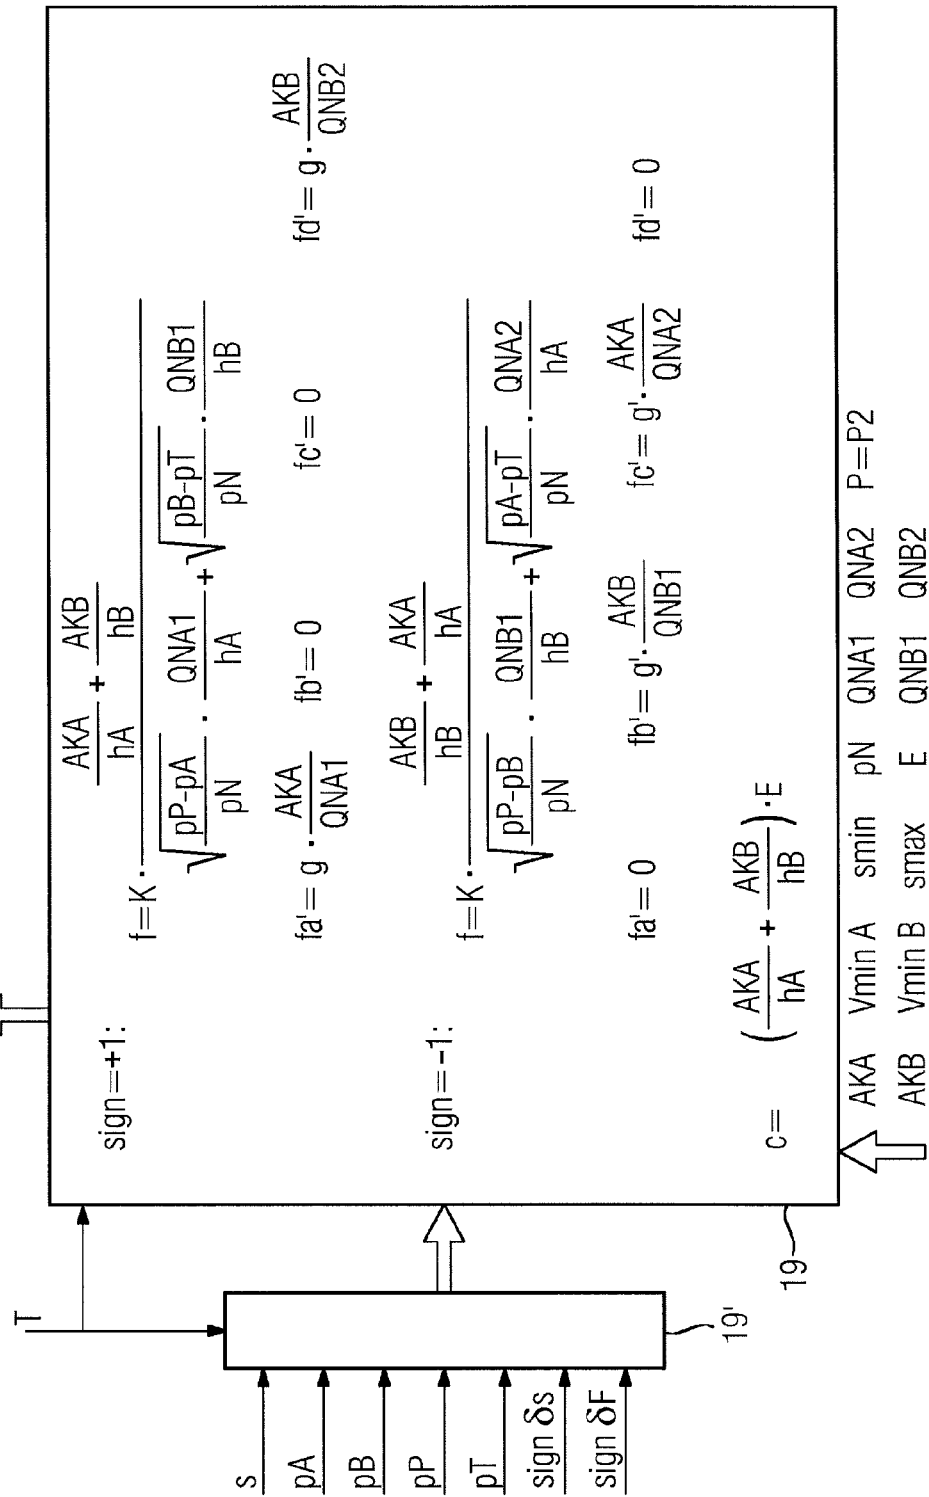 T
s
pA
pB
pP
pT
sign δs
sign δF
19'
19
sign=+1:
f=K · (AKA/hA + AKB/hB) / (√((pP-pA)/pN) · QNA1/hA + √((pB-pT)/pN) · QNB1/hB)
fa'= g · AKA/QNA1
fb'= 0
fc'= 0
fd'= g · AKB/QNB2
sign=-1:
f=K · (AKB/hB + AKA/hA) / (√((pP-pB)/pN) · QNB1/hB + √((pA-pT)/pN) · QNA2/hA)
fa'= 0
fb'= g' · AKB/QNB1
fc'= g' · AKA/QNA2
fd'= 0
c= (AKA/hA + AKB/hB) · E
AKA Vmin A smin pN QNA1 QNA2 P=P2
AKB Vmin B smax E QNB1 QNB2